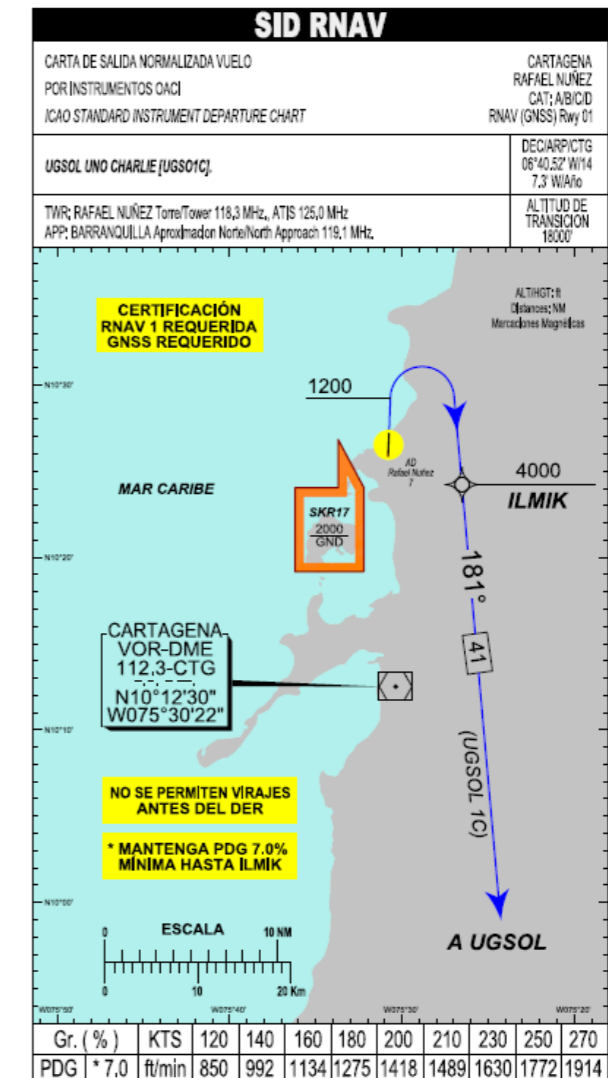 SID RNAV
CARTA DE SALIDA NORMALIZADA VUELO
POR INSTRUMENTOS OACI
ICAO STANDARD INSTRUMENT DEPARTURE CHART
CARTAGENA
RAFAEL NUÑEZ
CAT: A/B/C/D
RNAV (GNSS) Rwy 01
UGSOL UNO CHARLIE [UGSO1C].
DEC/ARP/CTG
06°40.52' W/14
7.3' W/Año
TWR: RAFAEL NUÑEZ Torre/Tower 118,3 MHz., ATIS 125,0 MHz
APP: BARRANQUILLA Aproximacion Norte/North Approach 119,1 MHz.
ALTITUD DE
TRANSICION
18000'
CERTIFICACIÓN
RNAV 1 REQUERIDA
GNSS REQUERIDO
ALT/HGT: ft
Distances: NM
Marcaciones Magnéticas
N10°30'
1200
AD
Rafael Nuñez
7
4000
ILMIK
MAR CARIBE
SKR17
2000
GND
N10°20'
181°
41
(UGSOL 1C)
CARTAGENA
VOR-DME
112,3-CTG
N10°12'30"
W075°30'22"
N10°10'
NO SE PERMITEN VIRAJES
ANTES DEL DER
* MANTENGA PDG 7.0%
MÍNIMA HASTA ILMIK
N10°00'
0 ESCALA 10 NM
0 10 20 Km
A UGSOL
W075°50' W075°40' W075°30' W075°20'
Gr. ( % ) KTS 120 140 160 180 200 210 230 250 270
PDG * 7,0 ft/min 850 992 1134 1275 1418 1489 1630 1772 1914